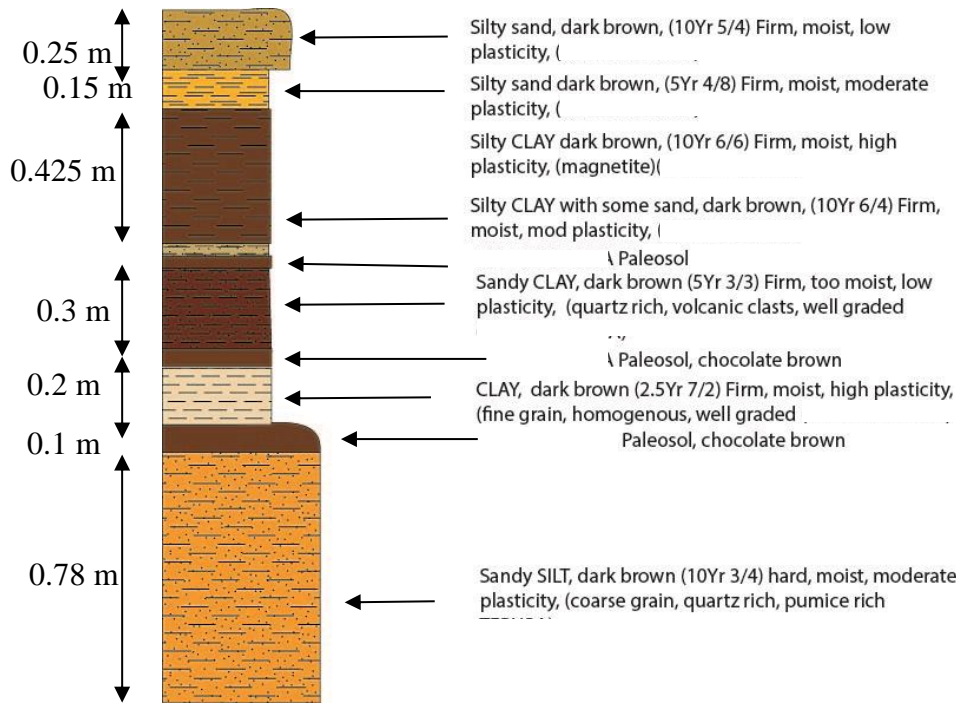 0.25 m
0.15 m
0.425 m
0.3 m
0.2 m
0.1 m
0.78 m
Silty sand, dark brown, (10Yr 5/4) Firm, moist, low
plasticity, (
Silty sand dark brown, (5Yr 4/8) Firm, moist, moderate
plasticity, (
Silty CLAY dark brown, (10Yr 6/6) Firm, moist, high
plasticity, (magnetite)(
Silty CLAY with some sand, dark brown, (10Yr 6/4) Firm,
moist, mod plasticity, (
Paleosol
Sandy CLAY, dark brown (5Yr 3/3) Firm, too moist, low
plasticity, (quartz rich, volcanic clasts, well graded
Paleosol, chocolate brown
CLAY, dark brown (2.5Yr 7/2) Firm, moist, high plasticity,
(fine grain, homogenous, well graded
Paleosol, chocolate brown
Sandy SILT, dark brown (10Yr 3/4) hard, moist, moderate
plasticity, (coarse grain, quartz rich, pumice rich